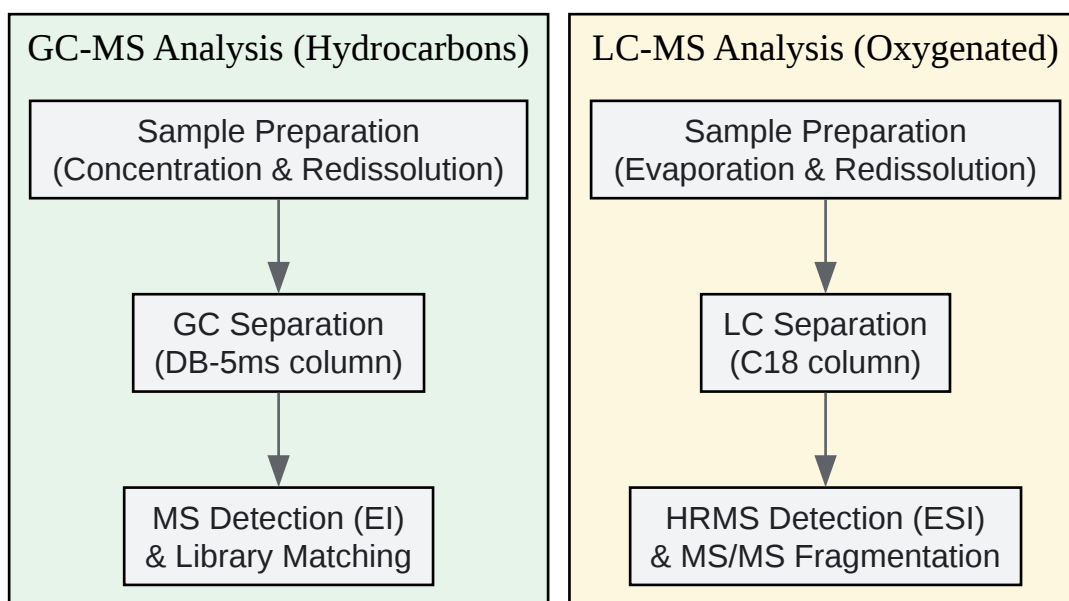 GC-MS Analysis (Hydrocarbons)
Sample Preparation
(Concentration & Redissolution)
GC Separation
(DB-5ms column)
MS Detection (EI)
& Library Matching
LC-MS Analysis (Oxygenated)
Sample Preparation
(Evaporation & Redissolution)
LC Separation
(C18 column)
HRMS Detection (ESI)
& MS/MS Fragmentation